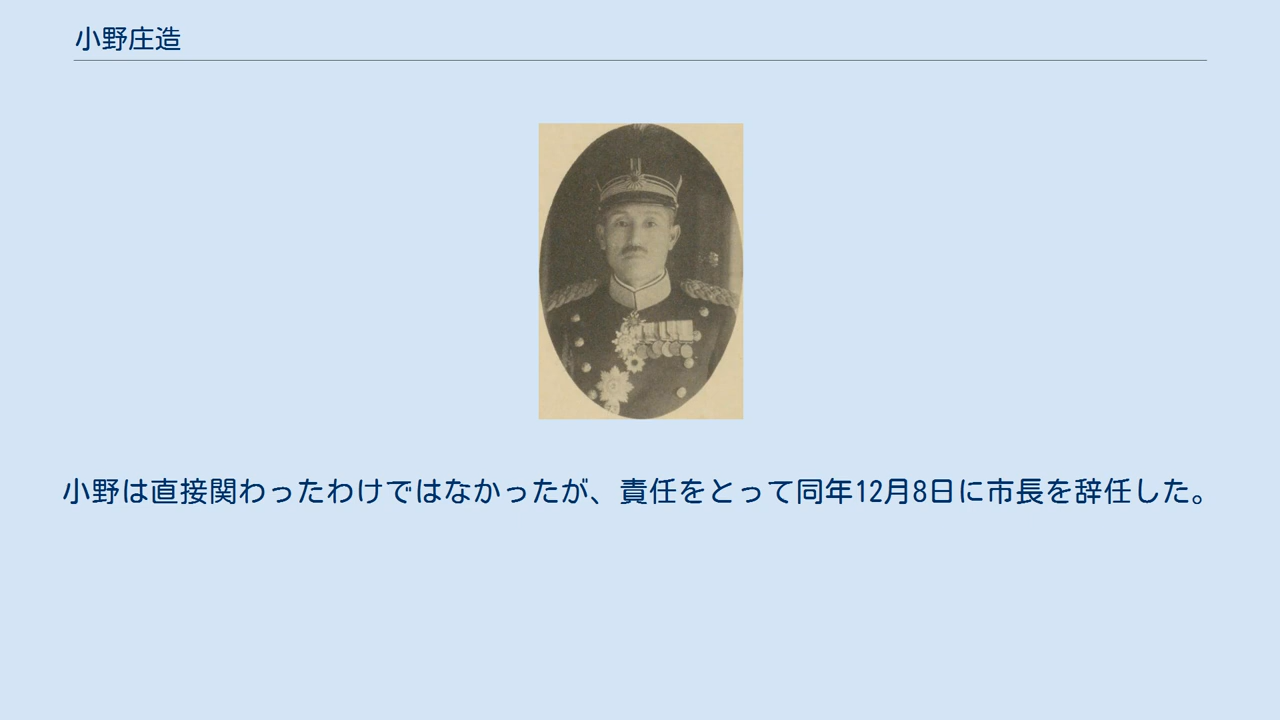 小野庄造
小野は直接関わったわけではなかったが、責任をとって同年12月8日に市長を辞任した。